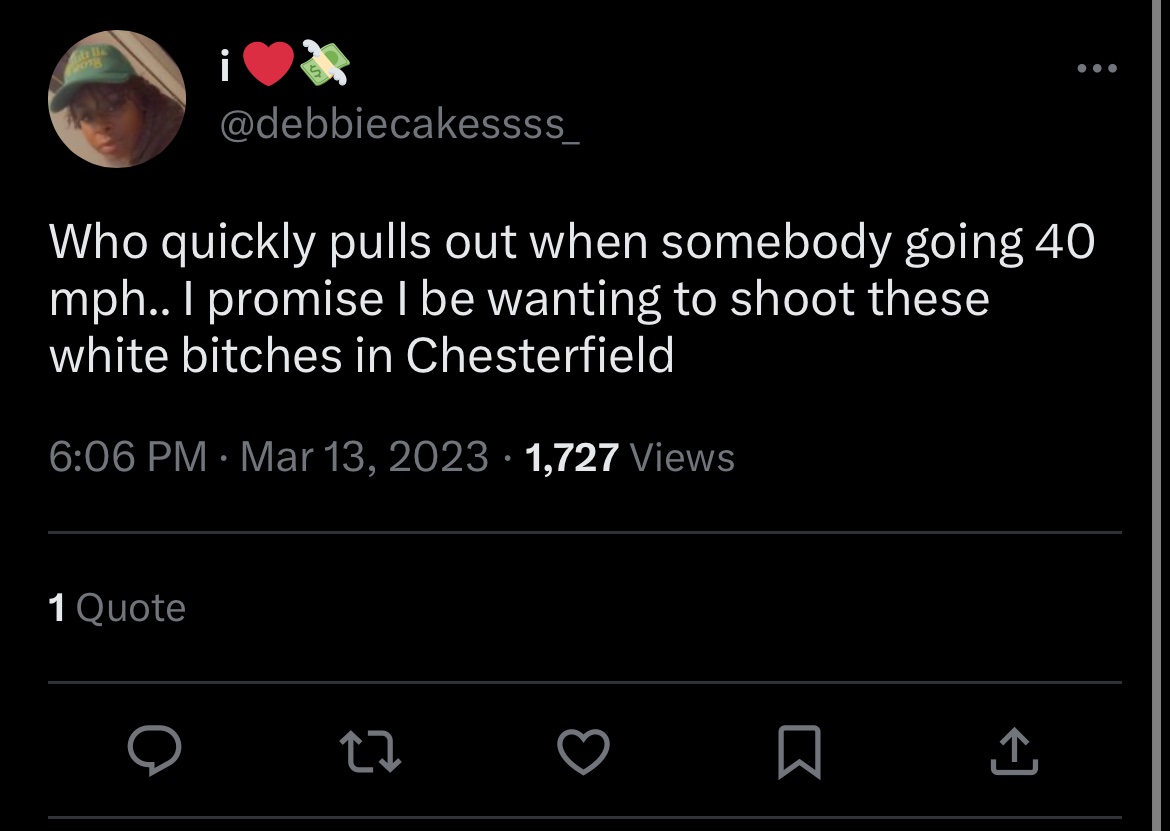 i ❤️💸
@debbiecakessss_
Who quickly pulls out when somebody going 40
mph.. I promise I be wanting to shoot these
white bitches in Chesterfield
6:06 PM · Mar 13, 2023 · 1,727 Views
1 Quote